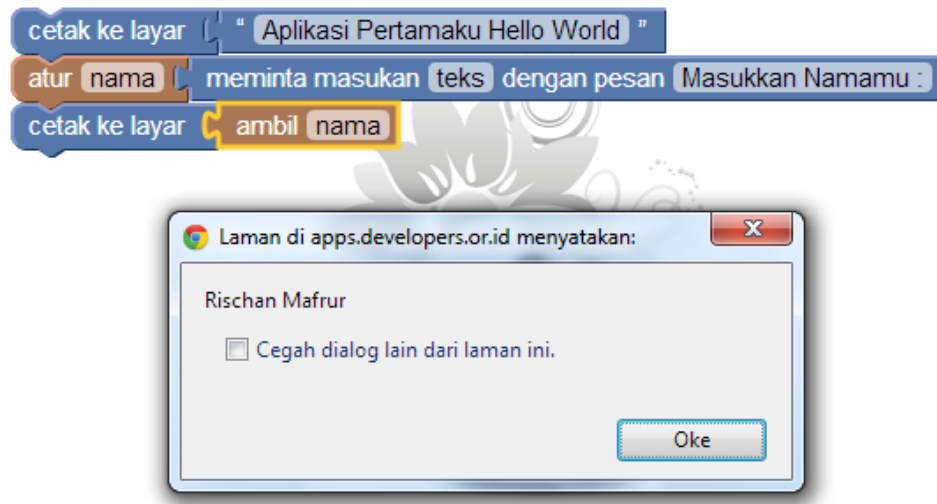 cetak ke layar “ Aplikasi Pertamaku Hello World ”
atur nama meminta masukan teks dengan pesan Masukkan Namamu :
cetak ke layar ambil nama
Laman di apps.developers.or.id menyatakan:
Rischan Mafrur
Cegah dialog lain dari laman ini.
Oke